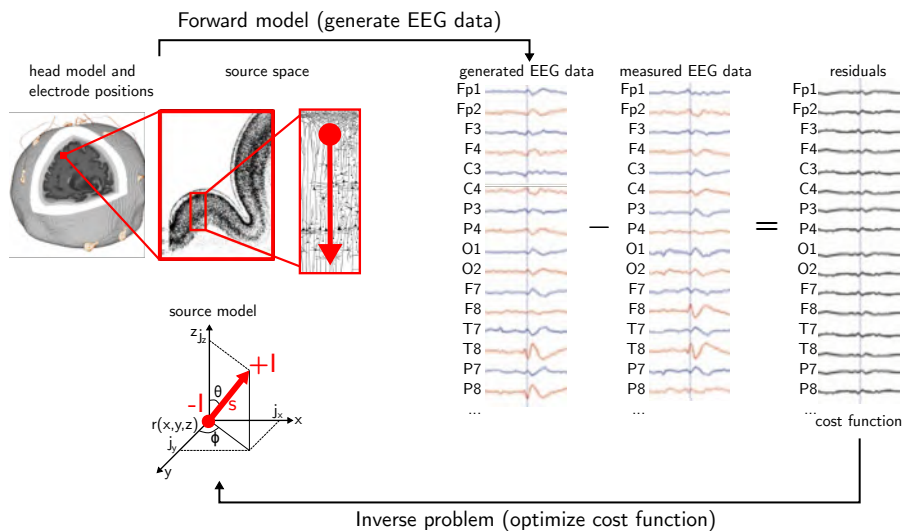 Forward model (generate EEG data)
head model and
electrode positions
source space
generated EEG data
measured EEG data
residuals
Fp1
Fp2
F3
F4
C3
C4
P3
P4
O1
O2
F7
F8
T7
T8
P7
P8
...
−
Fp1
Fp2
F3
F4
C3
C4
P3
P4
O1
O2
F7
F8
T7
T8
P7
P8
...
=
Fp1
Fp2
F3
F4
C3
C4
P3
P4
O1
O2
F7
F8
T7
T8
P7
P8
...
cost function
source model
z
j_z
+I
θ
-I
s
r(x,y,z)
j_x
x
j_y
ϕ
y
Inverse problem (optimize cost function)